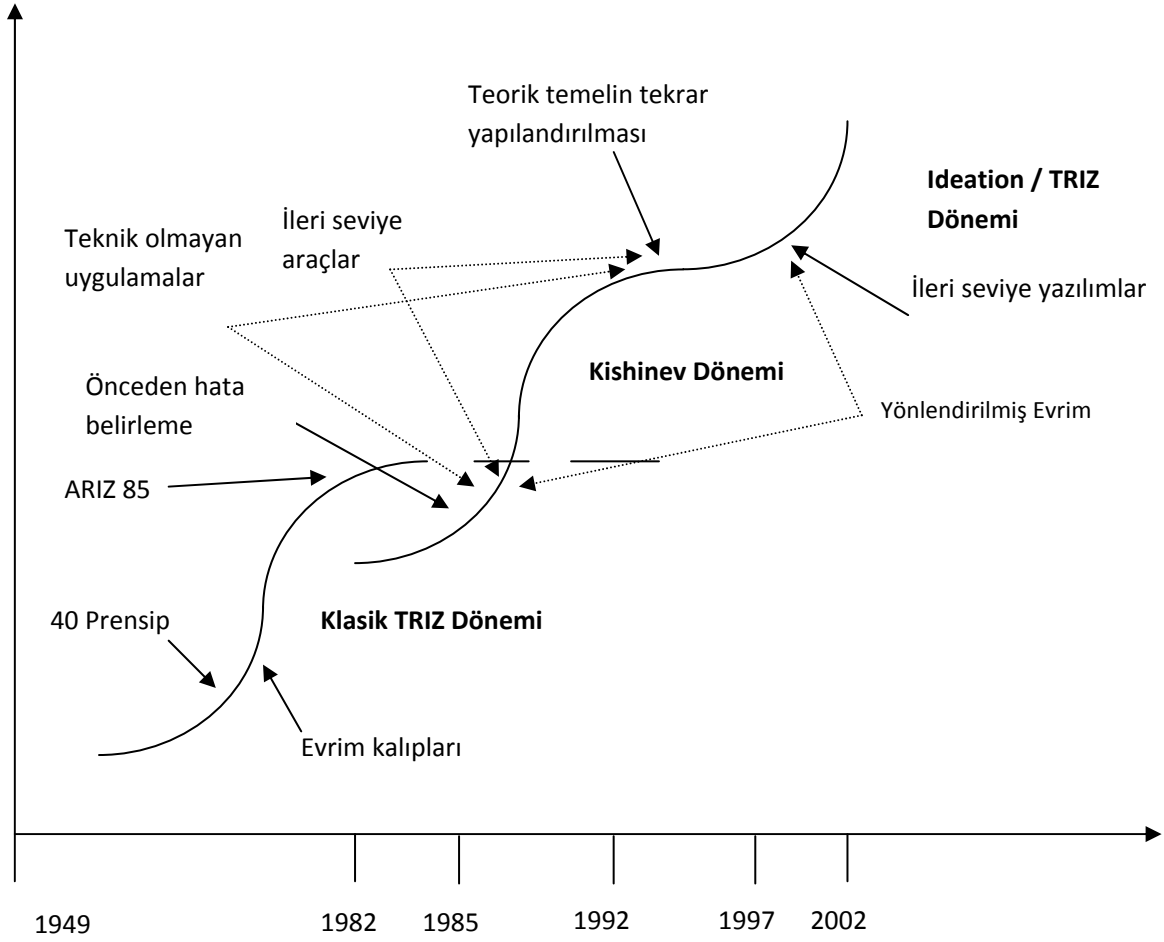 Teorik temelin tekrar
yapılandırılması
Ideation / TRIZ
Dönemi
İleri seviye
araçlar
Teknik olmayan
uygulamalar
İleri seviye yazılımlar
Kishinev Dönemi
Önceden hata
belirleme
Yönlendirilmiş Evrim
ARIZ 85
40 Prensip
Klasik TRIZ Dönemi
Evrim kalıpları
1949 1982 1985 1992 1997 2002